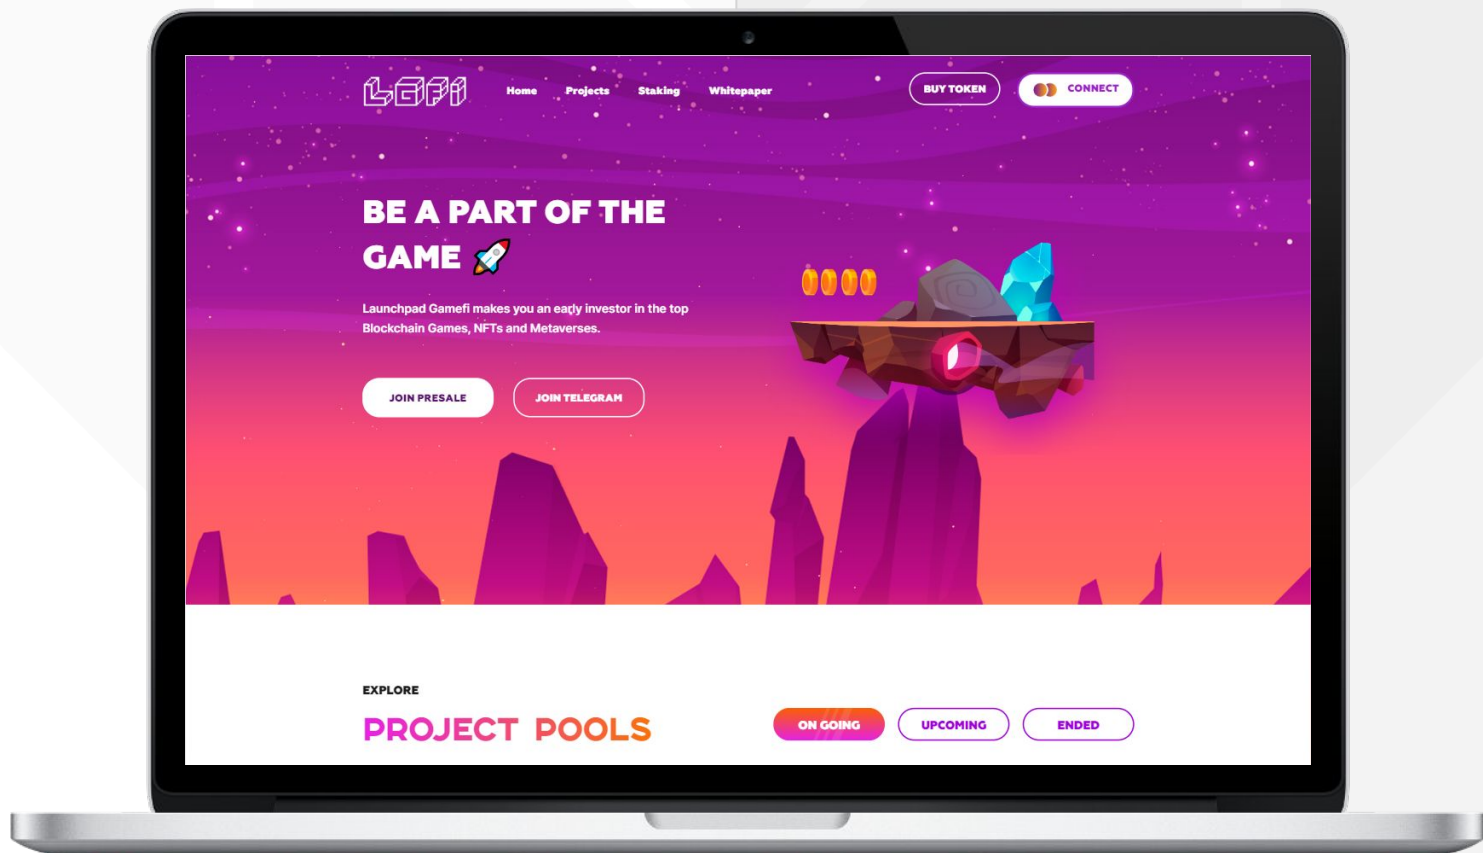 LGFI
Home Projects Staking Whitepaper
BUY TOKEN
CONNECT
BE A PART OF THE
GAME
Launchpad Gamefi makes you an early investor in the top
Blockchain Games, NFTs and Metaverses.
JOIN PRESALE
JOIN TELEGRAM
EXPLORE
PROJECT POOLS
ON GOING
UPCOMING
ENDED